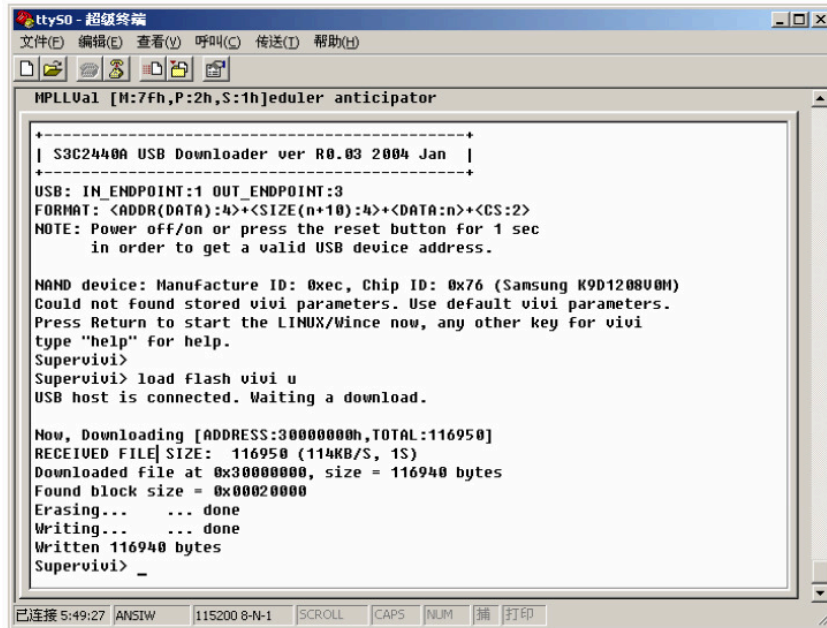 ttyS0 - 超级终端
文件(F) 编辑(E) 查看(V) 呼叫(C) 传送(T) 帮助(H)
MPLLVal [M:7fh,P:2h,S:1h]eduler anticipator
+---------------------------------------------+
| S3C2440A USB Downloader ver R0.03 2004 Jan |
+---------------------------------------------+
USB: IN_ENDPOINT:1 OUT_ENDPOINT:3
FORMAT: <ADDR(DATA):4>+<SIZE(n+10):4>+<DATA:n>+<CS:2>
NOTE: Power off/on or press the reset button for 1 sec
in order to get a valid USB device address.
NAND device: Manufacture ID: 0xec, Chip ID: 0x76 (Samsung K9D1208V0M)
Could not found stored vivi parameters. Use default vivi parameters.
Press Return to start the LINUX/Wince now, any other key for vivi
type "help" for help.
Supervivi>
Supervivi> load flash vivi u
USB host is connected. Waiting a download.
Now, Downloading [ADDRESS:30000000h,TOTAL:116950]
RECEIVED FILE SIZE: 116950 (114KB/S, 1S)
Downloaded file at 0x30000000, size = 116940 bytes
Found block size = 0x00020000
Erasing... ... done
Writing... ... done
Written 116940 bytes
Supervivi> _
已连接 5:49:27 ANSIW 115200 8-N-1 SCROLL CAPS NUM 捕 打印